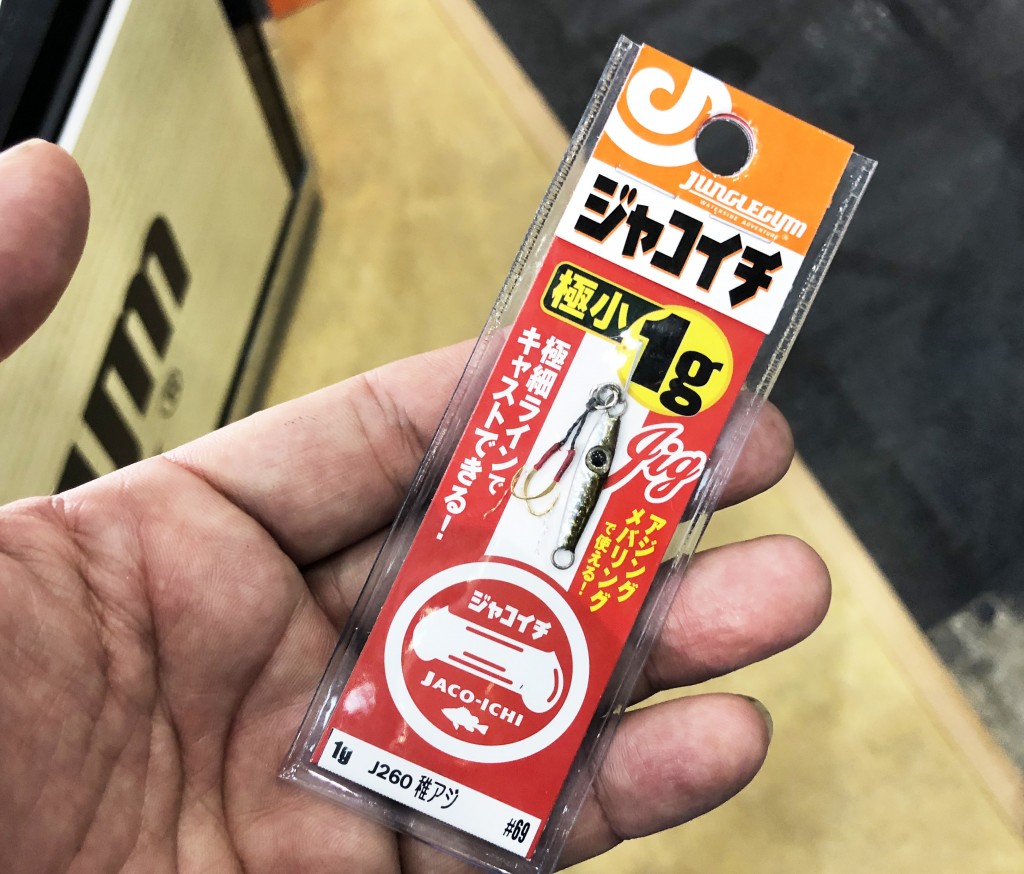 JUNGLEGYM
WATERSIDE ADVENTURE
ジャコイチ
極小
1g
Jig
極細ラインで
キャストできる!
アジング
メバリング
で使える!
ジャコイチ
JACO-ICHI
1g J260 稚アジ #69
®